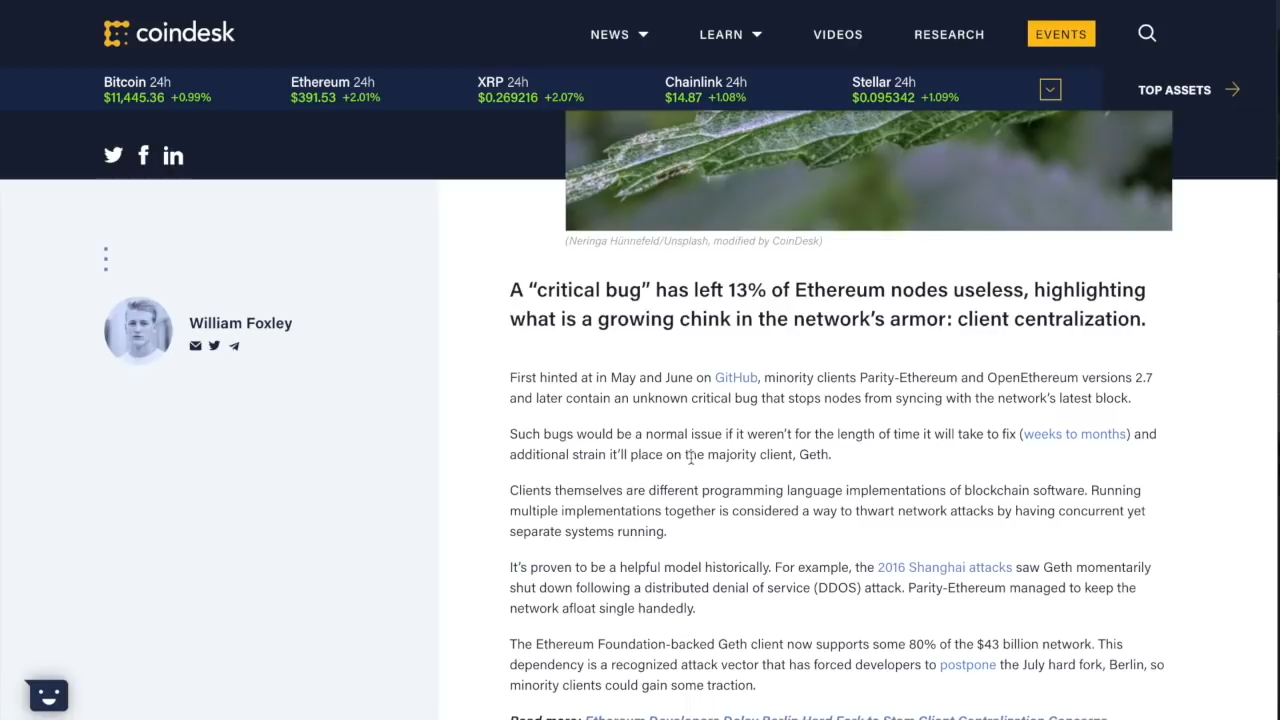 coindesk
NEWS
LEARN
VIDEOS
RESEARCH
EVENTS
Bitcoin 24h
$11,445.36 +0.99%
Ethereum 24h
$391.53 +2.01%
XRP 24h
$0.269216 +2.07%
Chainlink 24h
$14.87 +1.08%
Stellar 24h
$0.095342 +1.09%
TOP ASSETS
(Neringa Hünnefeld/Unsplash, modified by CoinDesk)
William Foxley
A “critical bug” has left 13% of Ethereum nodes useless, highlighting
what is a growing chink in the network’s armor: client centralization.
First hinted at in May and June on GitHub, minority clients Parity-Ethereum and OpenEthereum versions 2.7
and later contain an unknown critical bug that stops nodes from syncing with the network’s latest block.
Such bugs would be a normal issue if it weren’t for the length of time it will take to fix (weeks to months) and
additional strain it’ll place on the majority client, Geth.
Clients themselves are different programming language implementations of blockchain software. Running
multiple implementations together is considered a way to thwart network attacks by having concurrent yet
separate systems running.
It’s proven to be a helpful model historically. For example, the 2016 Shanghai attacks saw Geth momentarily
shut down following a distributed denial of service (DDOS) attack. Parity-Ethereum managed to keep the
network afloat single handedly.
The Ethereum Foundation-backed Geth client now supports some 80% of the $43 billion network. This
dependency is a recognized attack vector that has forced developers to postpone the July hard fork, Berlin, so
minority clients could gain some traction.
Read more: Ethereum Developers Delay Berlin Hard Fork to Stem Client Centralization Concerns